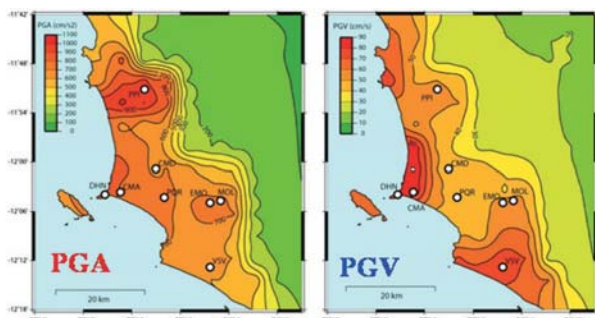 -11°42'
-11°48'
-11°54'
-12°00'
-12°06'
-12°12'
-12°18'
PGA (cm/s2)
1100
1000
900
800
700
600
500
400
300
200
100
0
PPI
CMD
DHN
CMA
PQR
EMO
MOL
VSV
700
PGA
20 km
PGV (cm/s)
90
80
70
60
50
40
30
20
10
0
PPI
CMD
DHN
CMA
PQR
EMO
MOL
VSV
PGV
20 km